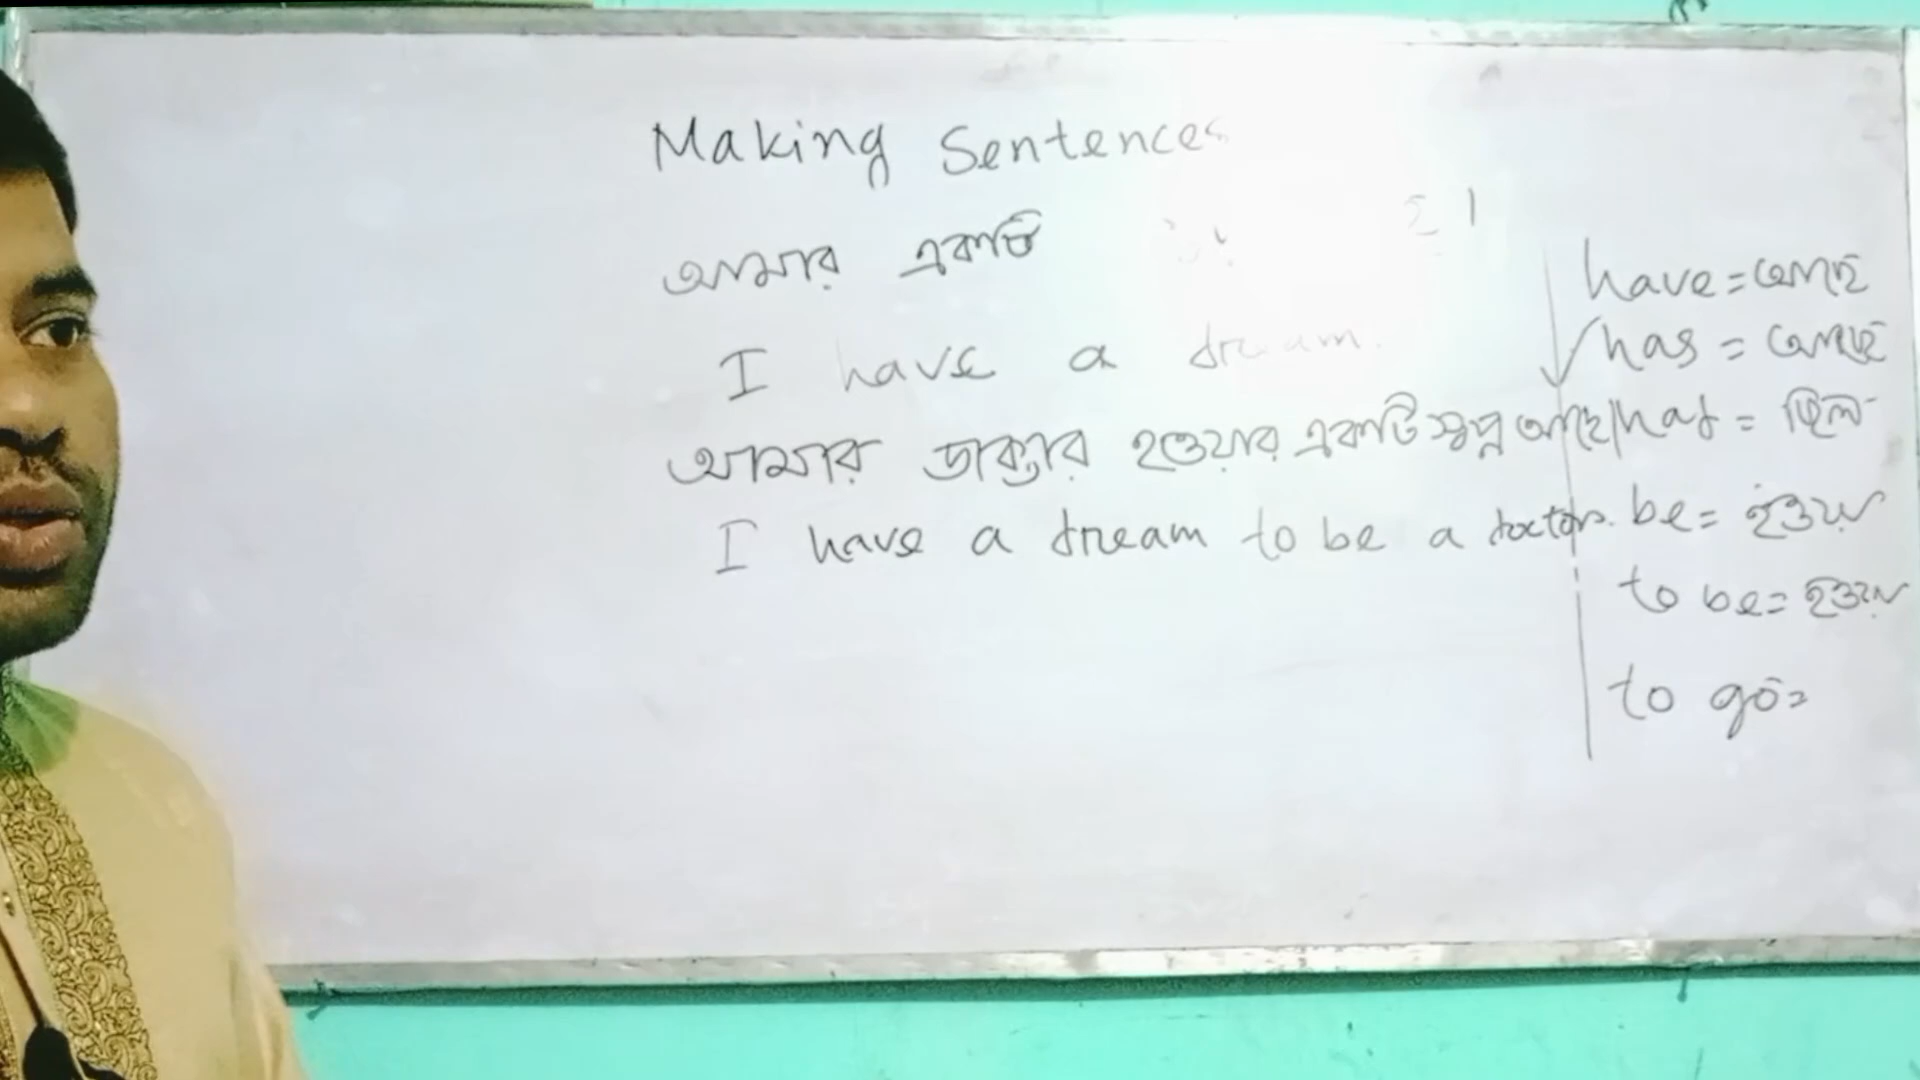 Making Sentences
আমার একটি
I have a dream.
আমার ডাক্তার হওয়ার একটি স্বপ্ন আছে।
I have a dream to be a doctor.
have = আছে
has = আছে
had = ছিল
be = হওয়া
to be = হওয়া
to go =